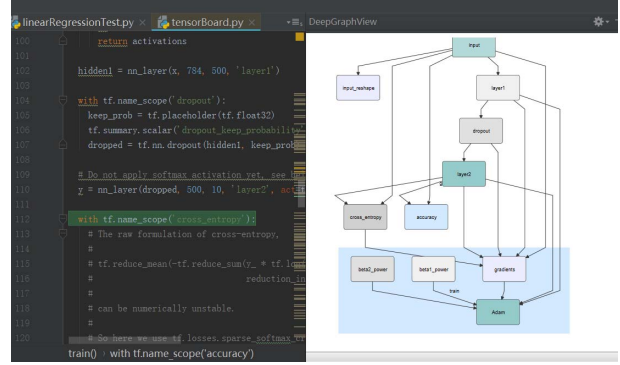 linearRegressionTest.py × tensorBoard.py × DeepGraphView
100 return activations
101
102 hidden1 = nn_layer(x, 784, 500, 'layer1')
103
104 with tf.name_scope('dropout'):
105 keep_prob = tf.placeholder(tf.float32)
106 tf.summary.scalar('dropout_keep_probability'
107 dropped = tf.nn.dropout(hidden1, keep_prob
108
109 # Do not apply softmax activation yet, see
110 y = nn_layer(dropped, 500, 10, 'layer2',
111
112 with tf.name_scope('cross_entropy'):
113 # The raw formulation of cross-entropy,
114 #
115 # tf.reduce_mean(-tf.reduce_sum(y_ * tf.
116 # reduction_in
117 #
118 # can be numerically unstable.
119 #
120 # So here we use tf.losses.sparse_softmax_
train() › with tf.name_scope('accuracy')
input
input_reshape
layer1
dropout
layer2
cross_entropy
accuracy
beta2_power
beta1_power
gradients
train
Adam